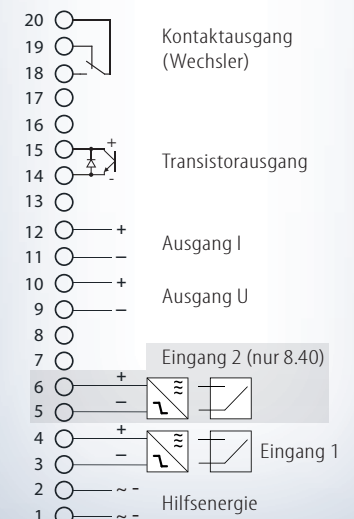 20
Kontaktausgang
19
(Wechsler)
18
17
16
15 +
Transistorausgang
14 -
13
12 +
Ausgang I
11 –
10 +
Ausgang U
9 –
8
7 Eingang 2 (nur 8.40)
6 +
5 –
4 +
Eingang 1
3 –
2 ~ -
Hilfsenergie
1 ~ -